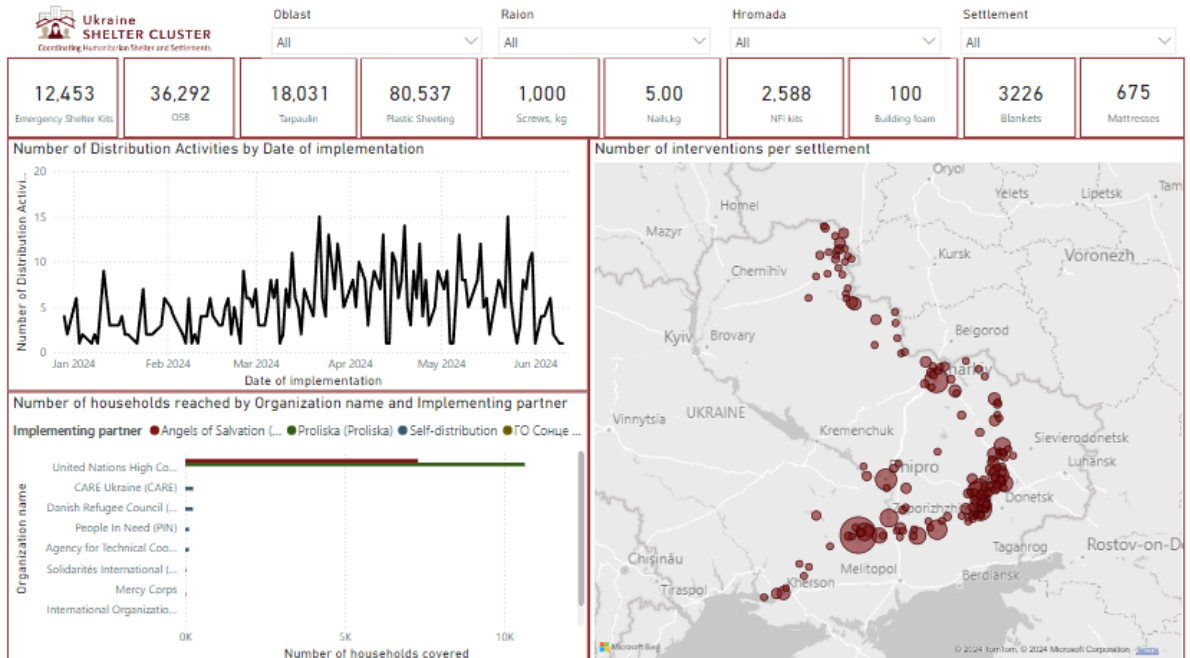 Ukraine
SHELTER CLUSTER
Coordinating Humanitarian Shelter and Settlements
Oblast
All
Raion
All
Hromada
All
Settlement
All
12,453
Emergency Shelter Kits
36,292
OSB
18,031
Tarpaulin
80,537
Plastic Sheeting
1,000
Screws, kg
5.00
Nails,kg
2,588
NFI kits
100
Building foam
3226
Blankets
675
Mattresses
Number of Distribution Activities by Date of implementation
Number of Distribution Activi...
20
15
10
5
0
Jan 2024
Feb 2024
Mar 2024
Apr 2024
May 2024
Jun 2024
Date of implementation
Number of households reached by Organization name and Implementing partner
Implementing partner
Angels of Salvation (...
Proliska (Proliska)
Self-distribution
ГО Сонце ...
Organization name
United Nations High Co...
CARE Ukraine (CARE)
Danish Refugee Council (...
People In Need (PIN)
Agency for Technical Coo...
Solidarités International (...
Mercy Corps
International Organizatio...
0K
5K
10K
Number of households covered
Number of interventions per settlement
Oryol
Yelets
Lipetsk
Tam
Homel
Mazyr
Kursk
Voronezh
Chernihiv
Kyiv
Brovary
Belgorod
Vinnytsia
UKRAINE
Kremenchuk
Sievierodonetsk
Luhansk
Donetsk
Taganrog
Rostov-on-D
Chişinău
Melitopol
Berdiansk
Tiraspol
Kherson
Microsoft Bing
© 2024 TomTom, © 2024 Microsoft Corporation